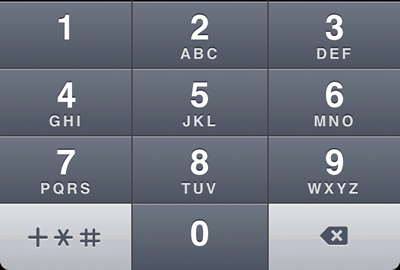 1 2 3
ABC DEF
4 5 6
GHI JKL MNO
7 8 9
PQRS TUV WXYZ
+*# 0